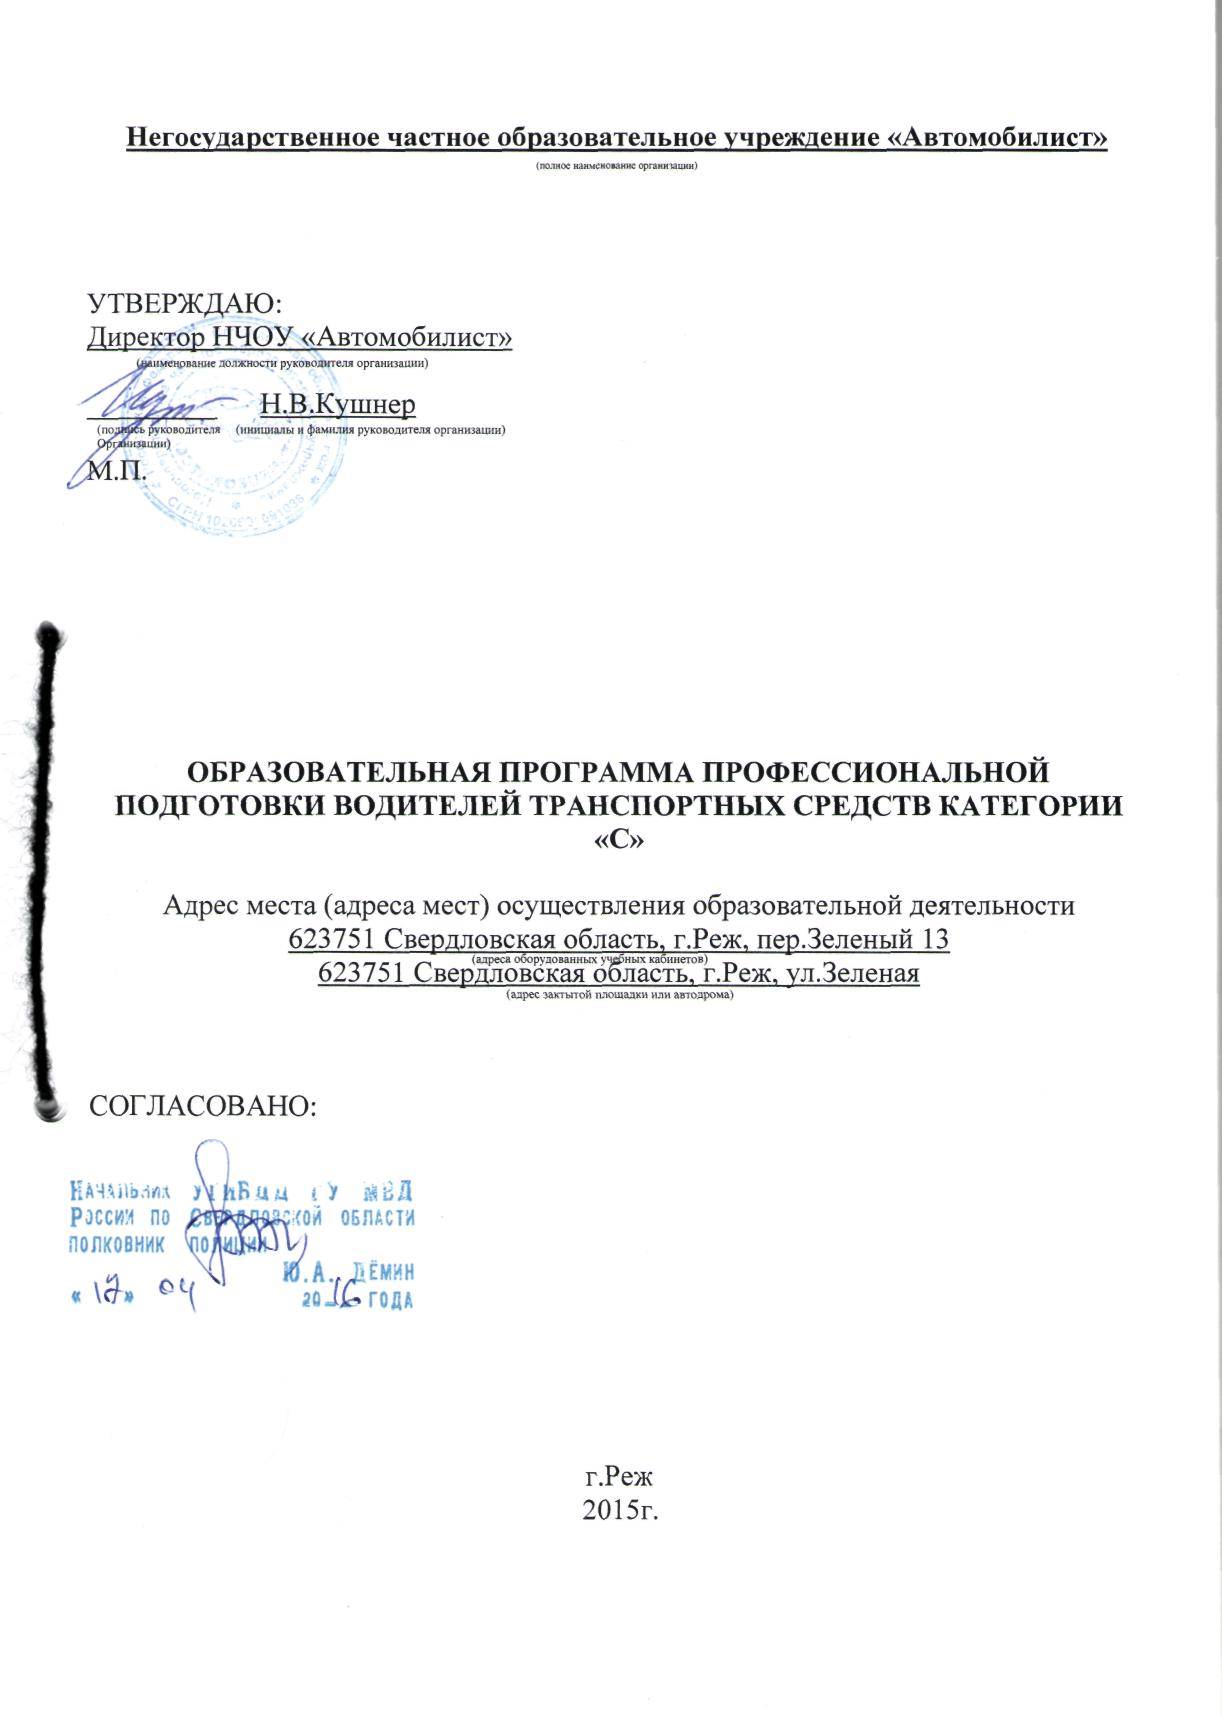 Негосударственное частное образовательное учреждение «Автомобилист»
(полное наименование организации)
УТВЕРЖДАЮ:
Директор НЧОУ «Автомобилист»
(наименование должности руководителя организации)
Н.В.Кушнер
(подпись руководителя (инициалы и фамилия руководителя организации)
Организации)
М.П.
ОБРАЗОВАТЕЛЬНАЯ ПРОГРАММА ПРОФЕССИОНАЛЬНОЙ
ПОДГОТОВКИ ВОДИТЕЛЕЙ ТРАНСПОРТНЫХ СРЕДСТВ КАТЕГОРИИ
«С»
Адрес места (адреса мест) осуществления образовательной деятельности
623751 Свердловская область, г.Реж, пер.Зеленый 13
(адреса оборудованных учебных кабинетов)
623751 Свердловская область, г.Реж, ул.Зеленая
(адрес зактытой площадки или автодрома)
СОГЛАСОВАНО:
НАЧАЛЬНИК УГИБДД ГУ МВД
РОССИИ ПО СВЕРДЛОВСКОЙ ОБЛАСТИ
ПОЛКОВНИК ПОЛИЦИИ
Ю.А. ДЁМИН
«17» 04 2016 ГОДА
г.Реж
2015г.